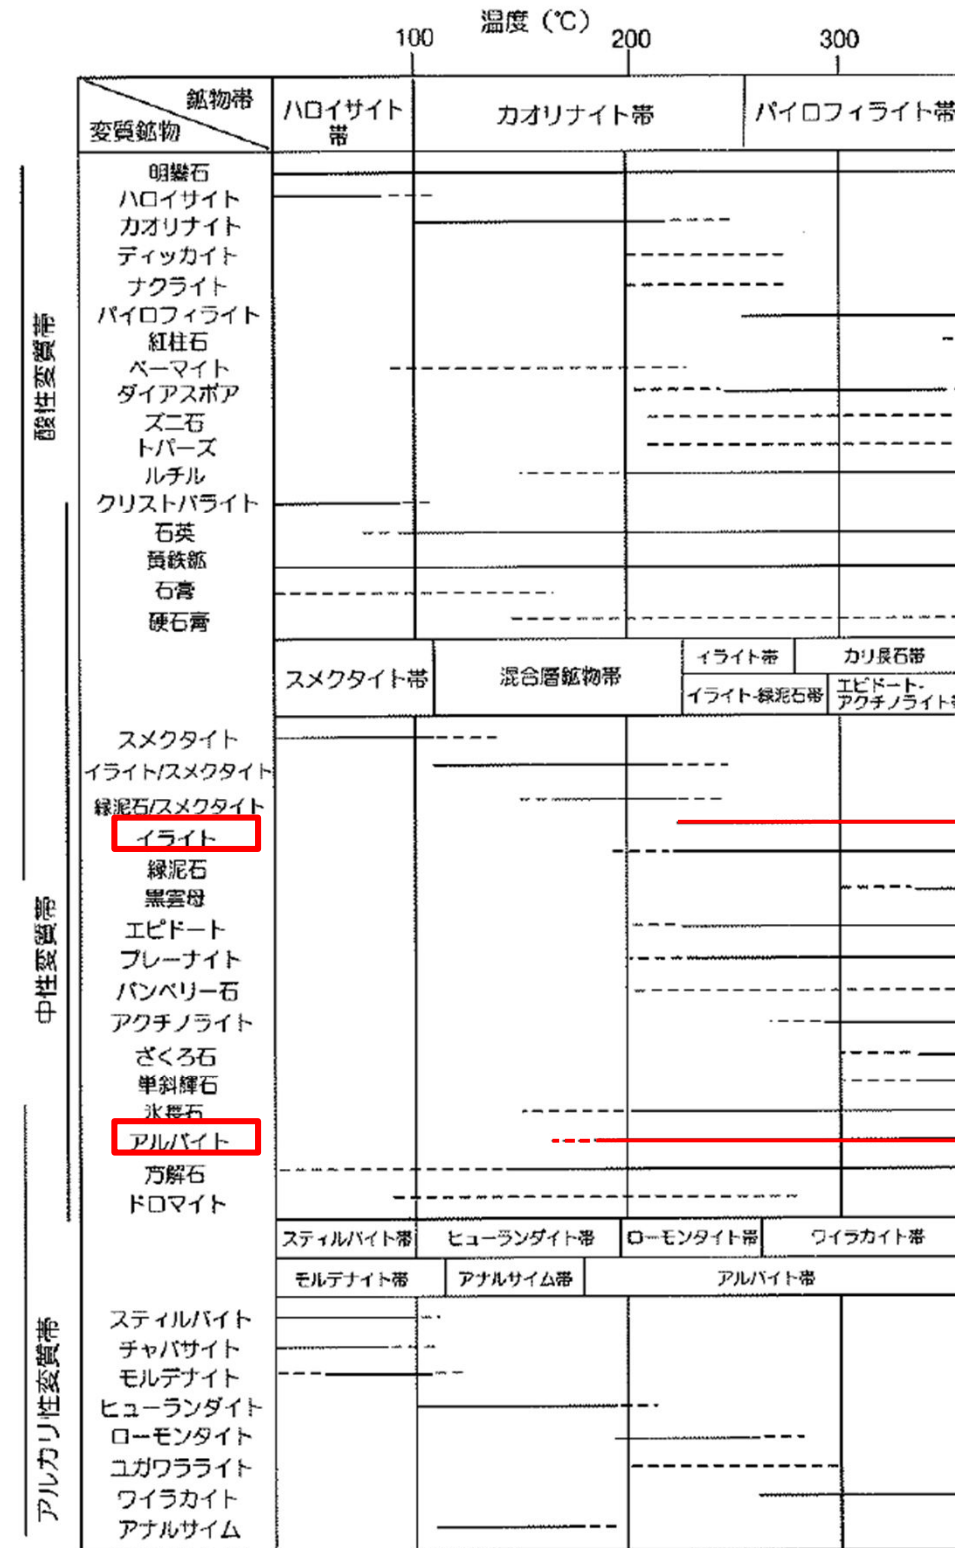 温度（℃）
100 200 300
鉱物帯
変質鉱物
ハロイサイト帯 カオリナイト帯 パイロフィライト帯
酸性変質帯
明礬石
ハロイサイト
カオリナイト
ディッカイト
ナクライト
パイロフィライト
紅柱石
ベーマイト
ダイアスポア
ズニ石
トパーズ
ルチル
クリストバライト
石英
黄鉄鉱
石膏
硬石膏
スメクタイト帯 混合層鉱物帯 イライト帯 カリ長石帯
イライト-緑泥石帯 エピドート-
アクチノライト
中性変質帯
スメクタイト
イライト/スメクタイト
緑泥石/スメクタイト
イライト
緑泥石
黒雲母
エピドート
プレーナイト
パンペリー石
アクチノライト
ざくろ石
単斜輝石
氷長石
アルバイト
方解石
ドロマイト
スティルバイト帯 ヒューランダイト帯 ローモンタイト帯 ワイラカイト帯
モルデナイト帯 アナルサイム帯 アルバイト帯
アルカリ性変質帯
スティルバイト
チャバサイト
モルデナイト
ヒューランダイト
ローモンタイト
ユガワラライト
ワイラカイト
アナルサイム